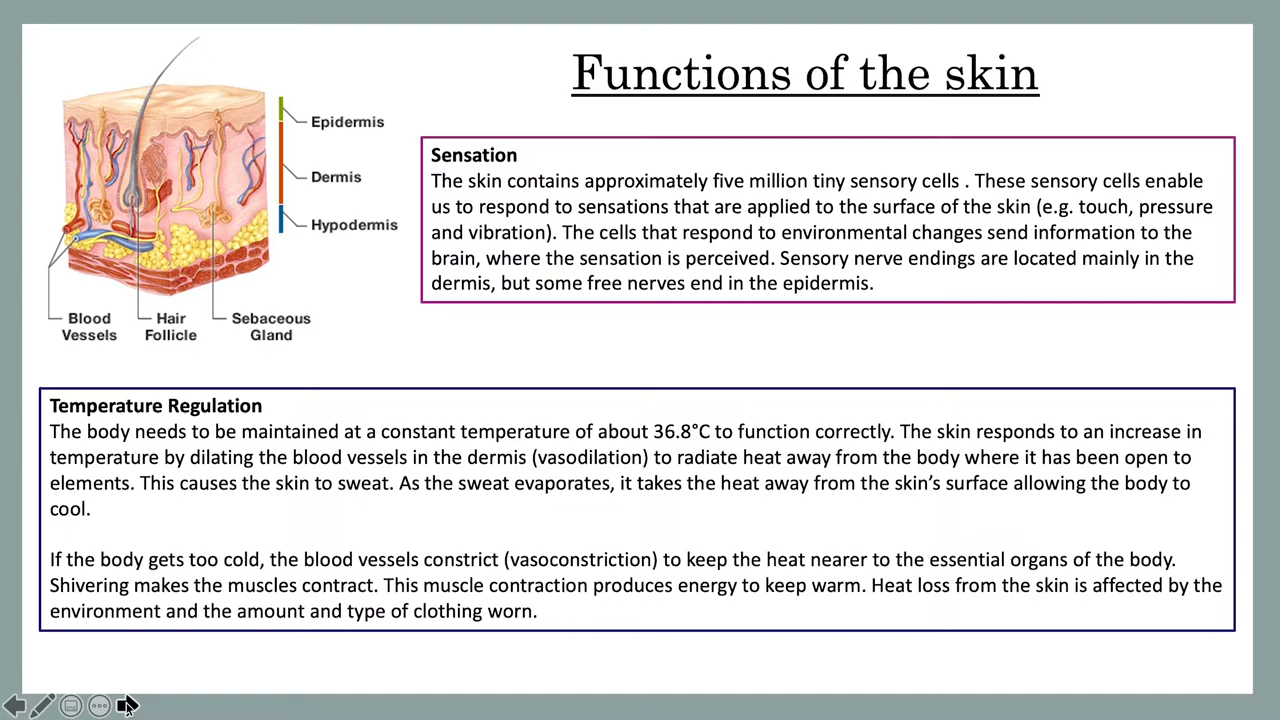 Functions of the skin
Epidermis
Dermis
Hypodermis
Blood
Vessels
Hair
Follicle
Sebaceous
Gland
Sensation
The skin contains approximately five million tiny sensory cells . These sensory cells enable
us to respond to sensations that are applied to the surface of the skin (e.g. touch, pressure
and vibration). The cells that respond to environmental changes send information to the
brain, where the sensation is perceived. Sensory nerve endings are located mainly in the
dermis, but some free nerves end in the epidermis.
Temperature Regulation
The body needs to be maintained at a constant temperature of about 36.8°C to function correctly. The skin responds to an increase in
temperature by dilating the blood vessels in the dermis (vasodilation) to radiate heat away from the body where it has been open to
elements. This causes the skin to sweat. As the sweat evaporates, it takes the heat away from the skin’s surface allowing the body to
cool.
If the body gets too cold, the blood vessels constrict (vasoconstriction) to keep the heat nearer to the essential organs of the body.
Shivering makes the muscles contract. This muscle contraction produces energy to keep warm. Heat loss from the skin is affected by the
environment and the amount and type of clothing worn.